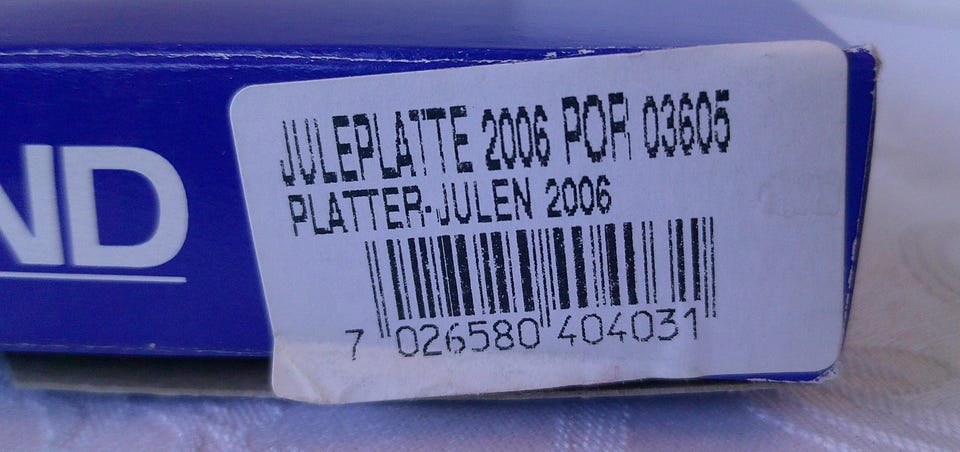 ND
JULEPLATTE 2006 POR 03605
PLATTER-JULEN 2006
7 026580 404031